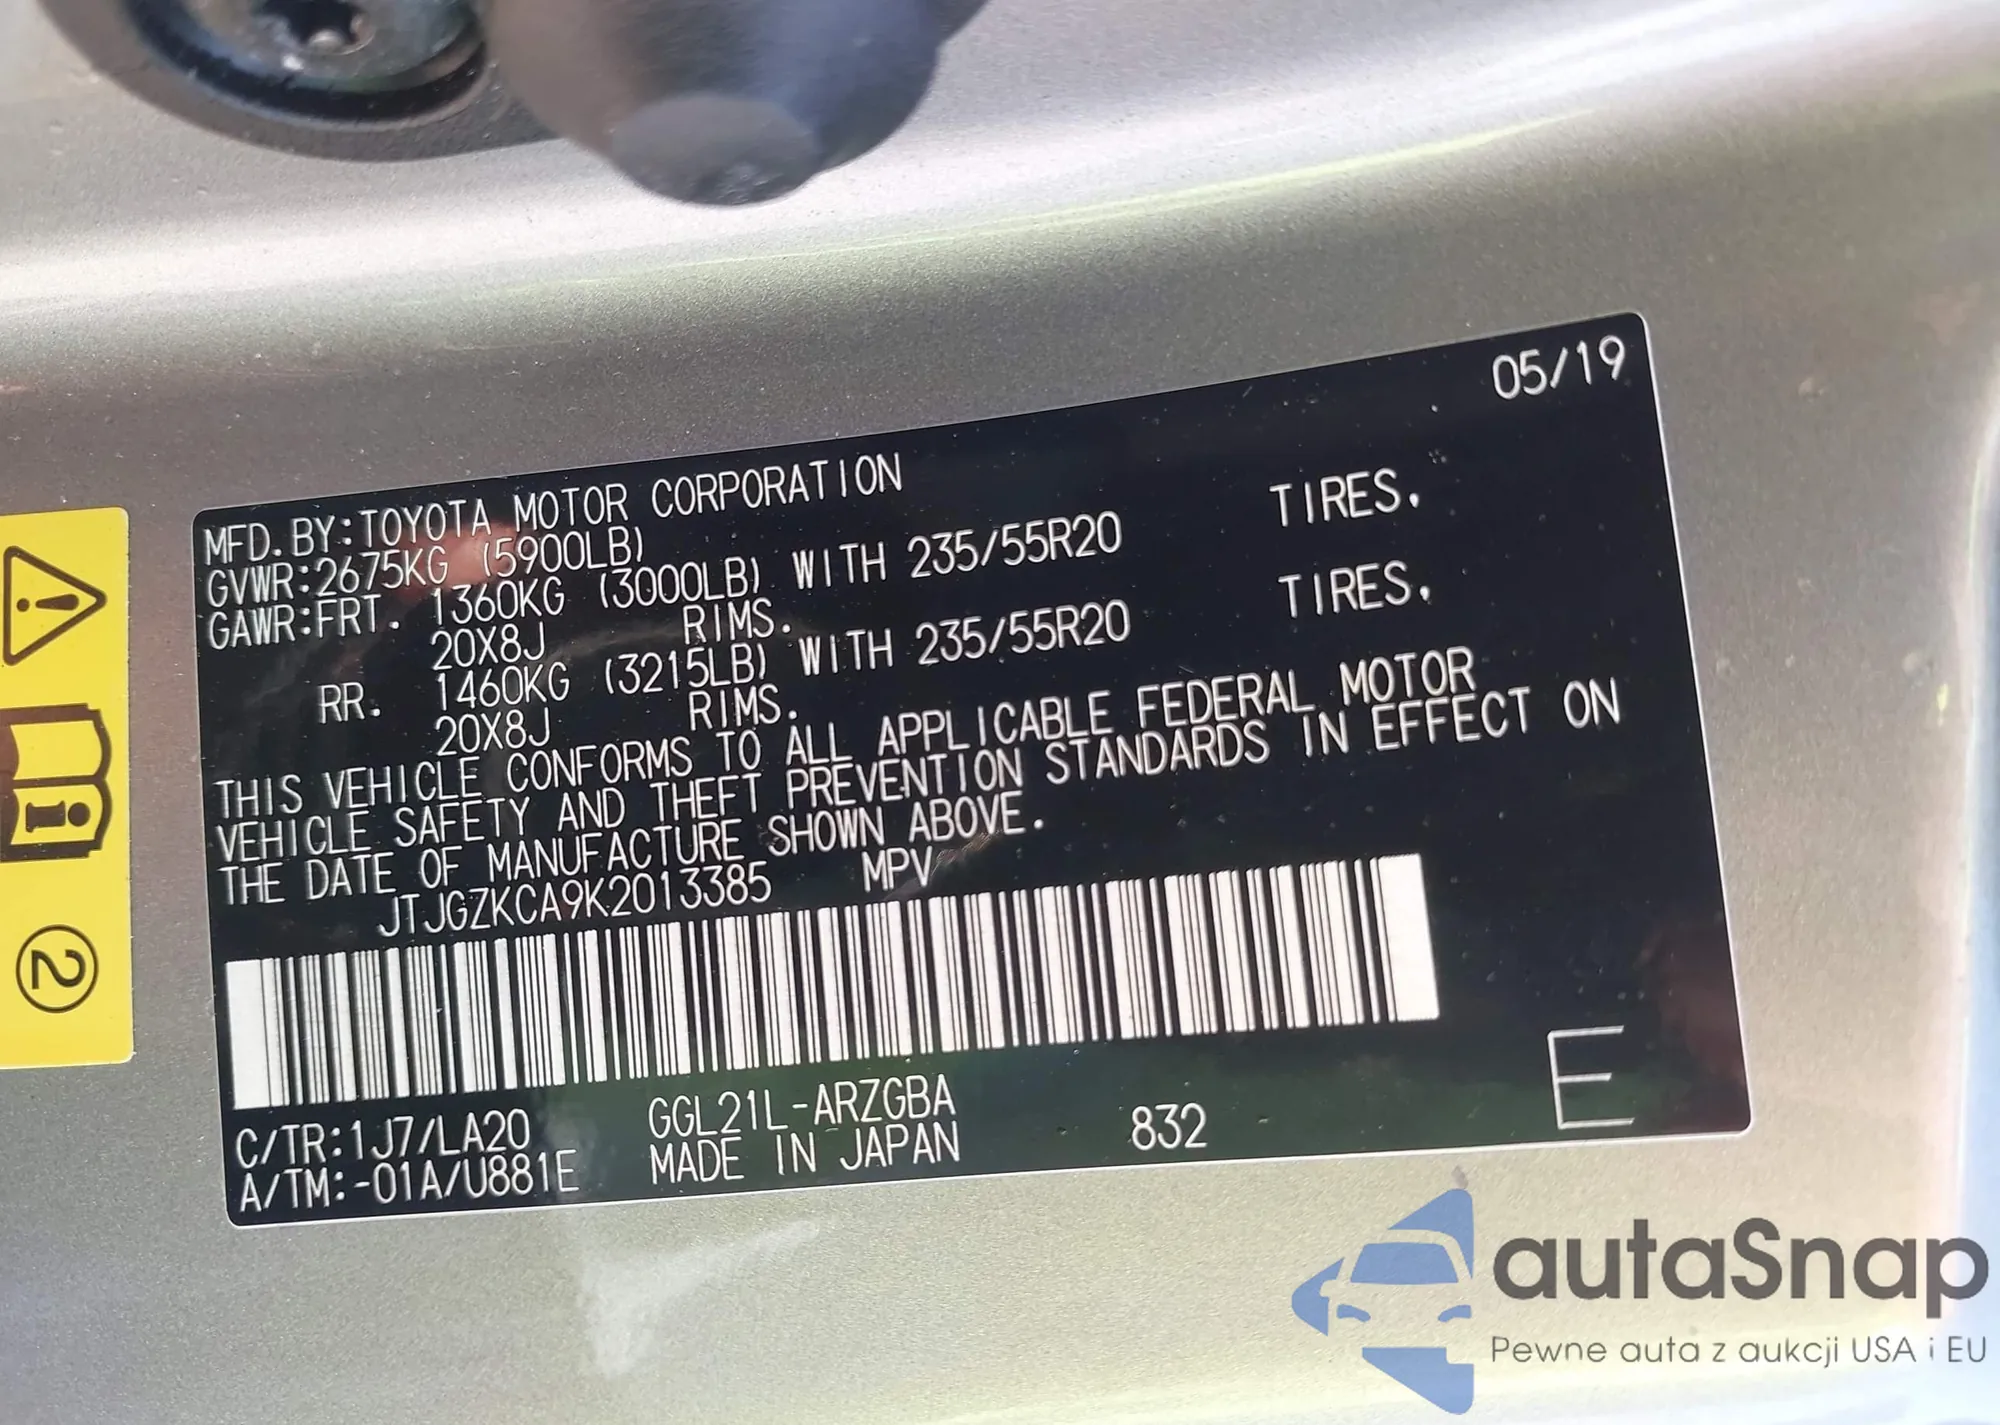 05/19
MFD. BY:TOYOTA MOTOR CORPORATION
GVWR:2675KG (5900LB)
GAWR:FRT. 1360KG (3000LB) WITH 235/55R20 TIRES.
20X8J RIMS.
RR. 1460KG (3215LB) WITH 235/55R20 TIRES.
20X8J RIMS.
THIS VEHICLE CONFORMS TO ALL APPLICABLE FEDERAL MOTOR
VEHICLE SAFETY AND THEFT PREVENTION STANDARDS IN EFFECT ON
THE DATE OF MANUFACTURE SHOWN ABOVE.
JTJGZKCA9K2013385 MPV
C/TR:1J7/LA20 GGL21L-ARZGBA
A/TM:-01A/U881E MADE IN JAPAN 832 E
2
autaSnap
Pewne auta z aukcji USA i EU